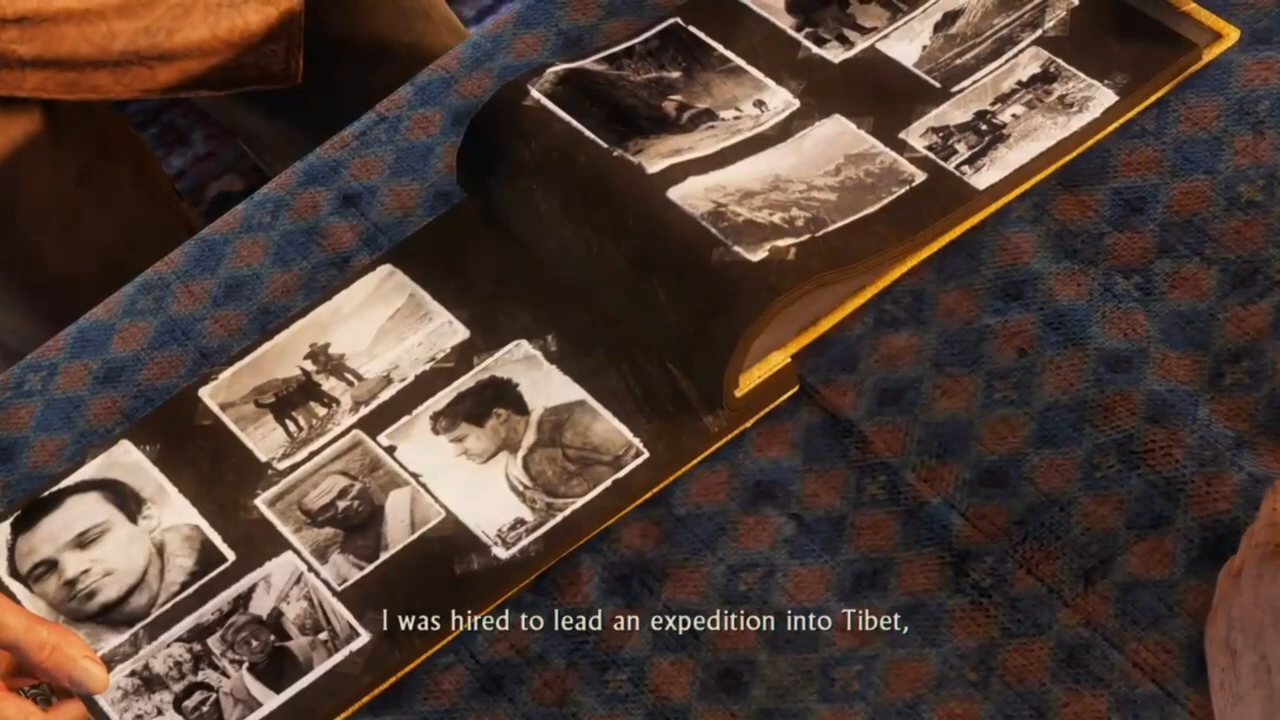 I was hired to lead an expedition into Tibet,